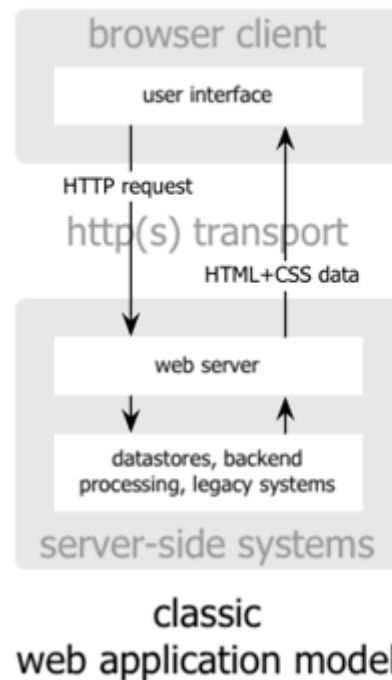 browser client
user interface
HTTP request
http(s) transport
HTML+CSS data
web server
datastores, backend
processing, legacy systems
server-side systems
classic
web application model